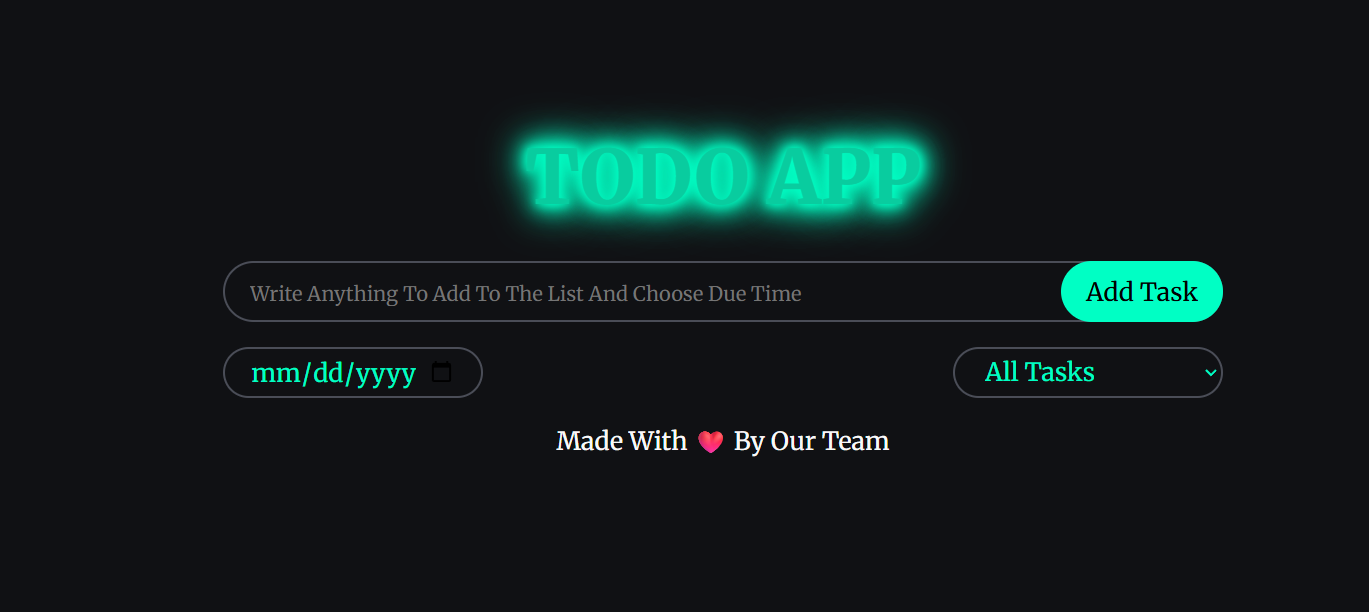 TODO APP
Write Anything To Add To The List And Choose Due Time
Add Task
mm/dd/yyyy
All Tasks
Made With ❤️ By Our Team